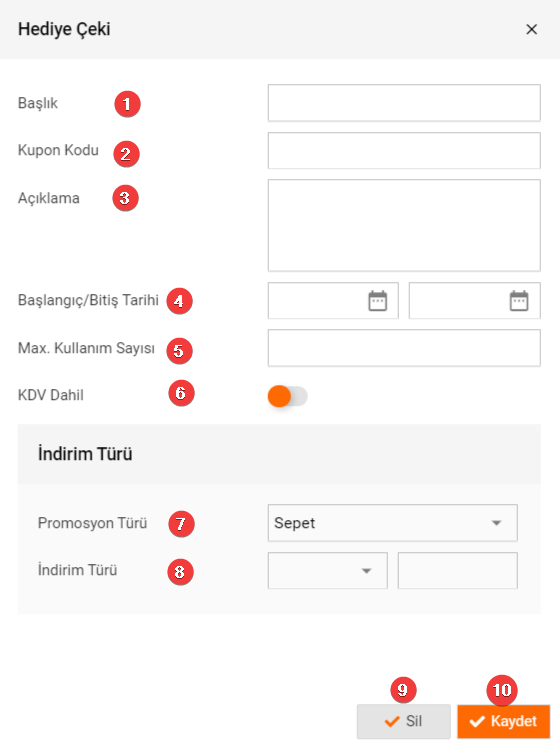 Hediye Çeki
Başlık 1
Kupon Kodu 2
Açıklama 3
Başlangıç/Bitiş Tarihi 4
Max. Kullanım Sayısı 5
KDV Dahil 6
İndirim Türü
Promosyon Türü 7 Sepet
İndirim Türü 8
9 10
Sil Kaydet